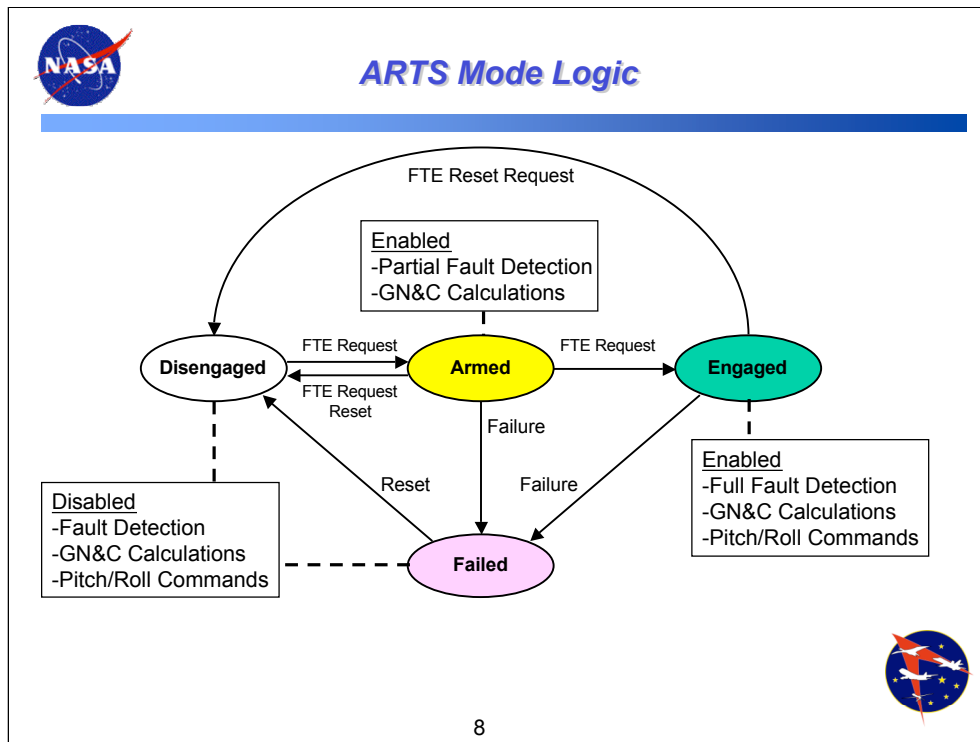 NASA
ARTS Mode Logic
FTE Reset Request
Enabled
-Partial Fault Detection
-GN&C Calculations
Disengaged
FTE Request
FTE Request
Reset
Armed
FTE Request
Engaged
Failure
Reset
Failure
Enabled
-Full Fault Detection
-GN&C Calculations
-Pitch/Roll Commands
Disabled
-Fault Detection
-GN&C Calculations
-Pitch/Roll Commands
Failed
8